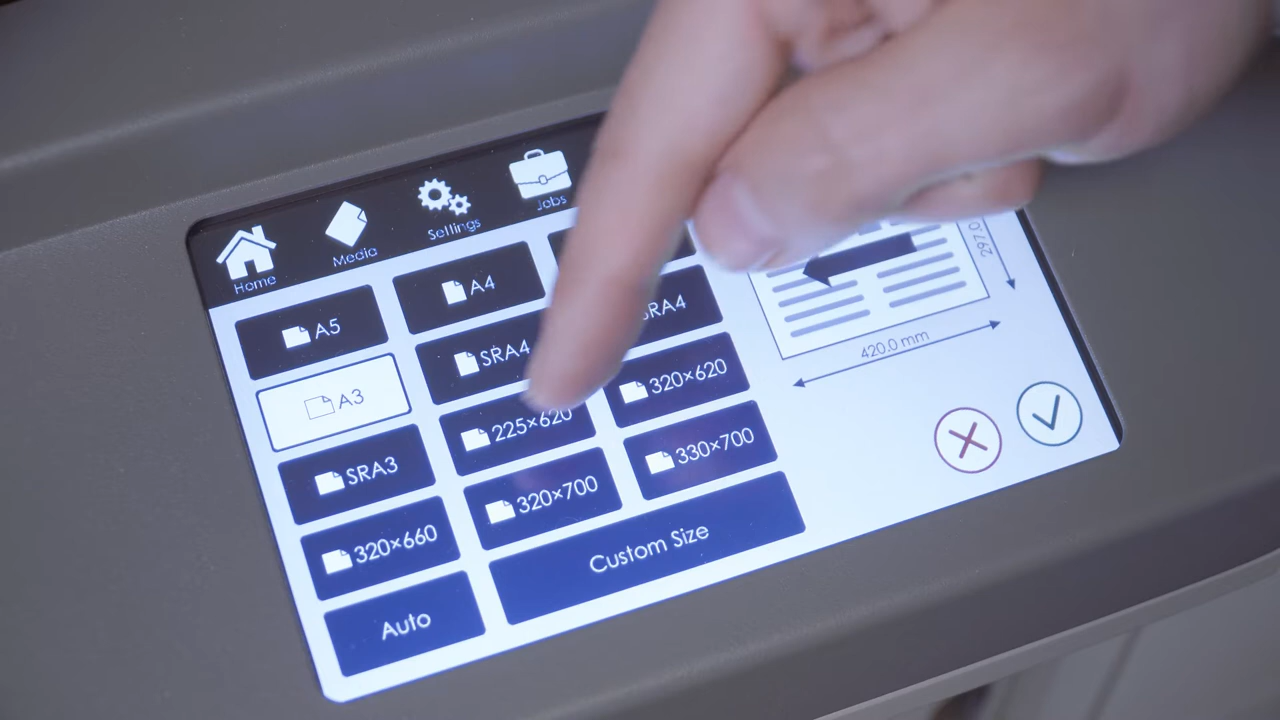 Home
Media
Settings
Jobs
A5
A4
A3
SRA4
SRA4
SRA3
225×620
320×620
320×660
320×700
330×700
Auto
Custom Size
420.0 mm
297.0